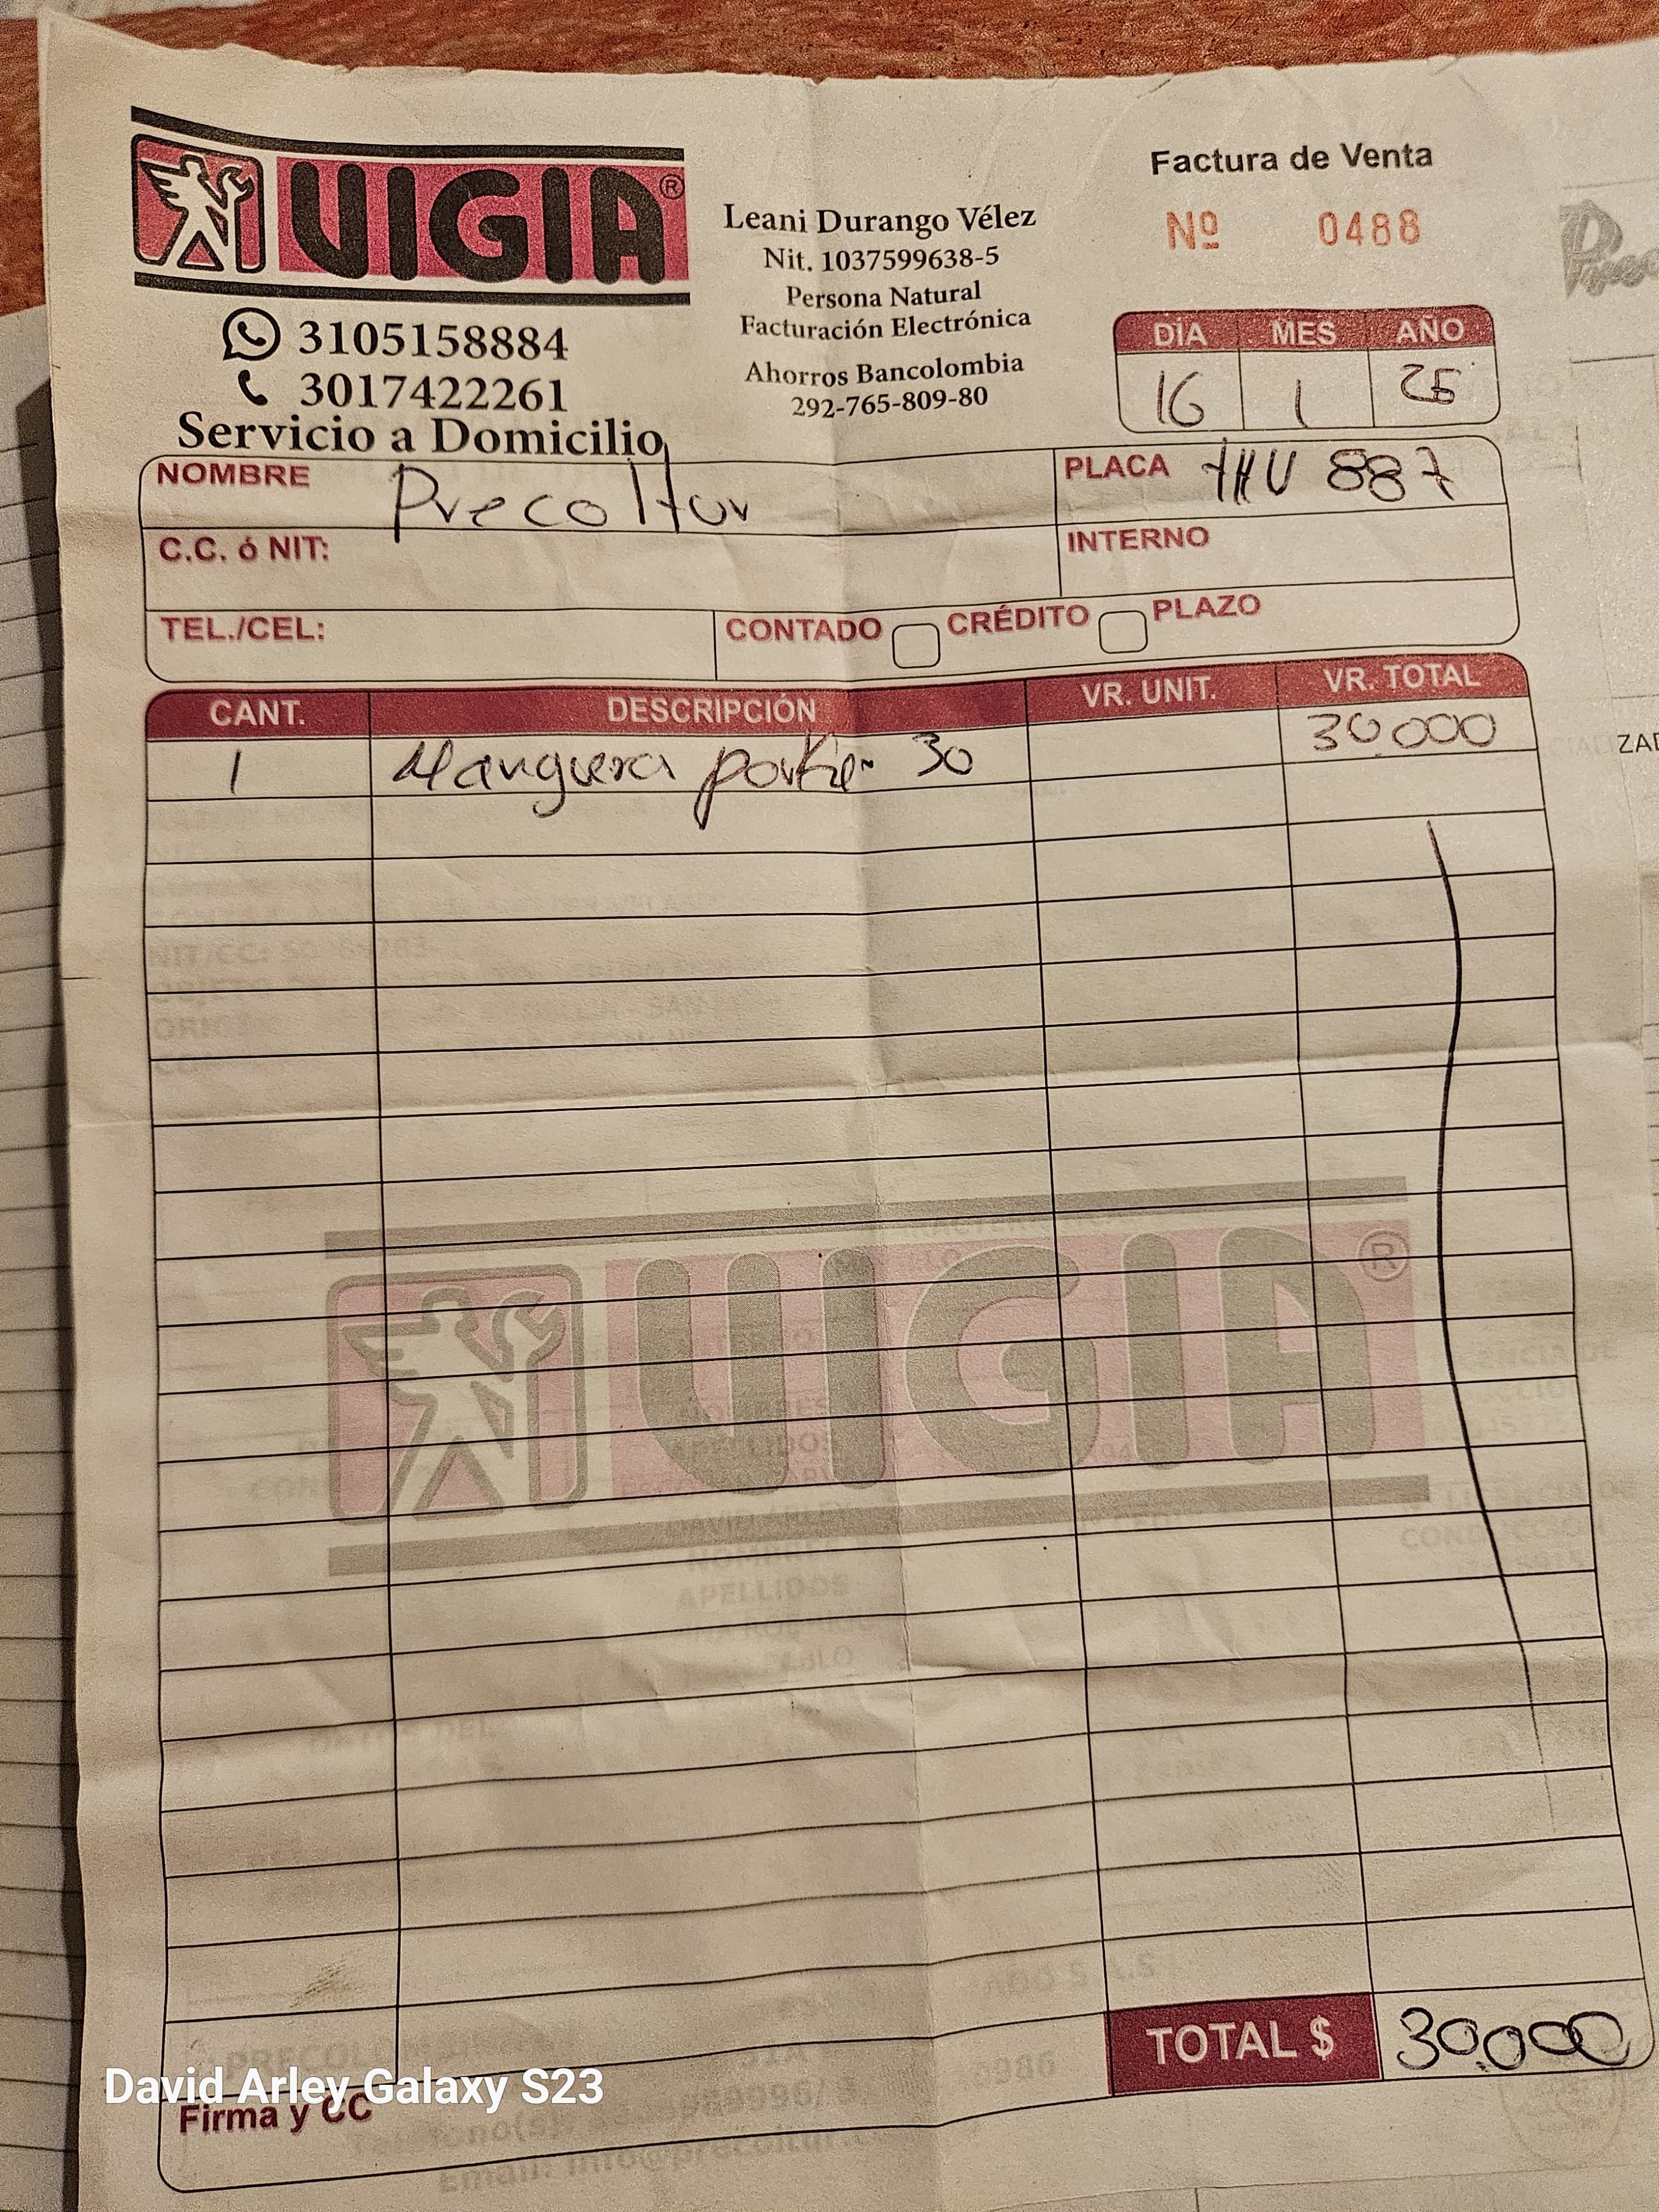 VIGIA®
Factura de Venta
Nº 0488
Leani Durango Vélez
Nit. 1037599638-5
Persona Natural
Facturación Electrónica
Ahorros Bancolombia
292-765-809-80
3105158884
3017422261
Servicio a Domicilio
DÍA MES AÑO
16 1 25
NOMBRE Precoltur PLACA THU 887
C.C. ó NIT: INTERNO
TEL./CEL: CONTADO CRÉDITO PLAZO
CANT. DESCRIPCIÓN VR. UNIT. VR. TOTAL
1 Manguera 30 30.000
VIGIA®
TOTAL $ 30.000
Firma y CC
David Arley Galaxy S23